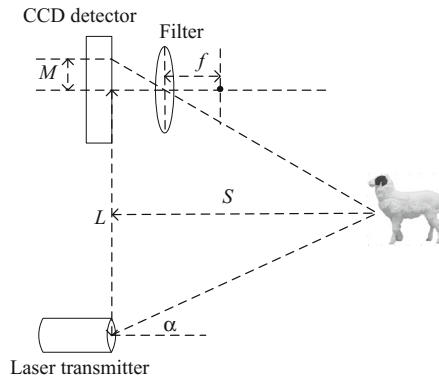 CCD detector
Filter
M
f
S
L
α
Laser transmitter